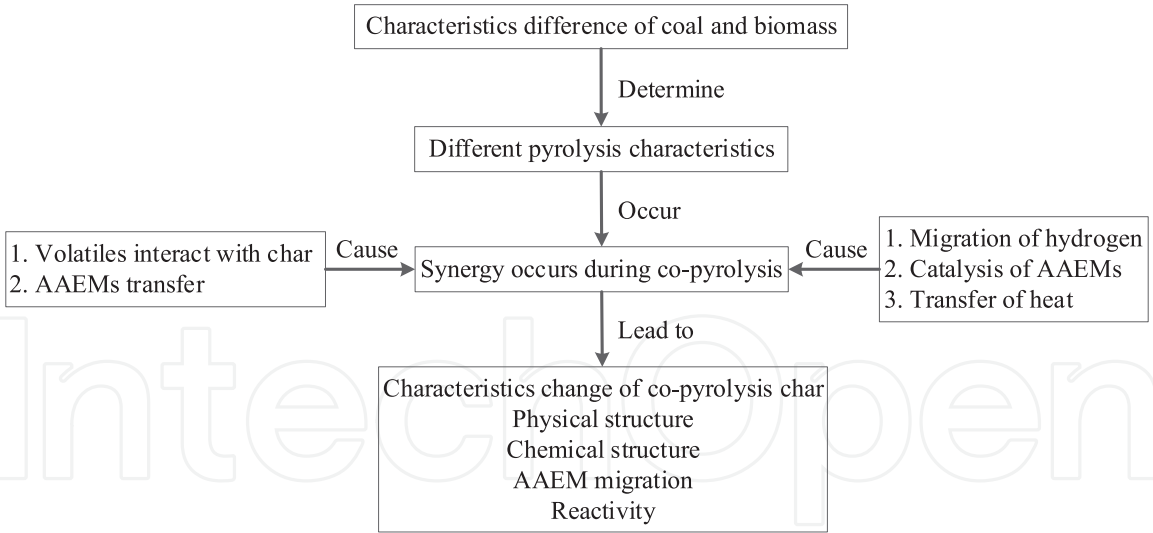 Characteristics difference of coal and biomass
Determine
Different pyrolysis characteristics
Occur
1. Volatiles interact with char
2. AAEMs transfer
Cause
Synergy occurs during co-pyrolysis
Cause
1. Migration of hydrogen
2. Catalysis of AAEMs
3. Transfer of heat
Lead to
Characteristics change of co-pyrolysis char
Physical structure
Chemical structure
AAEM migration
Reactivity
IntechOpen